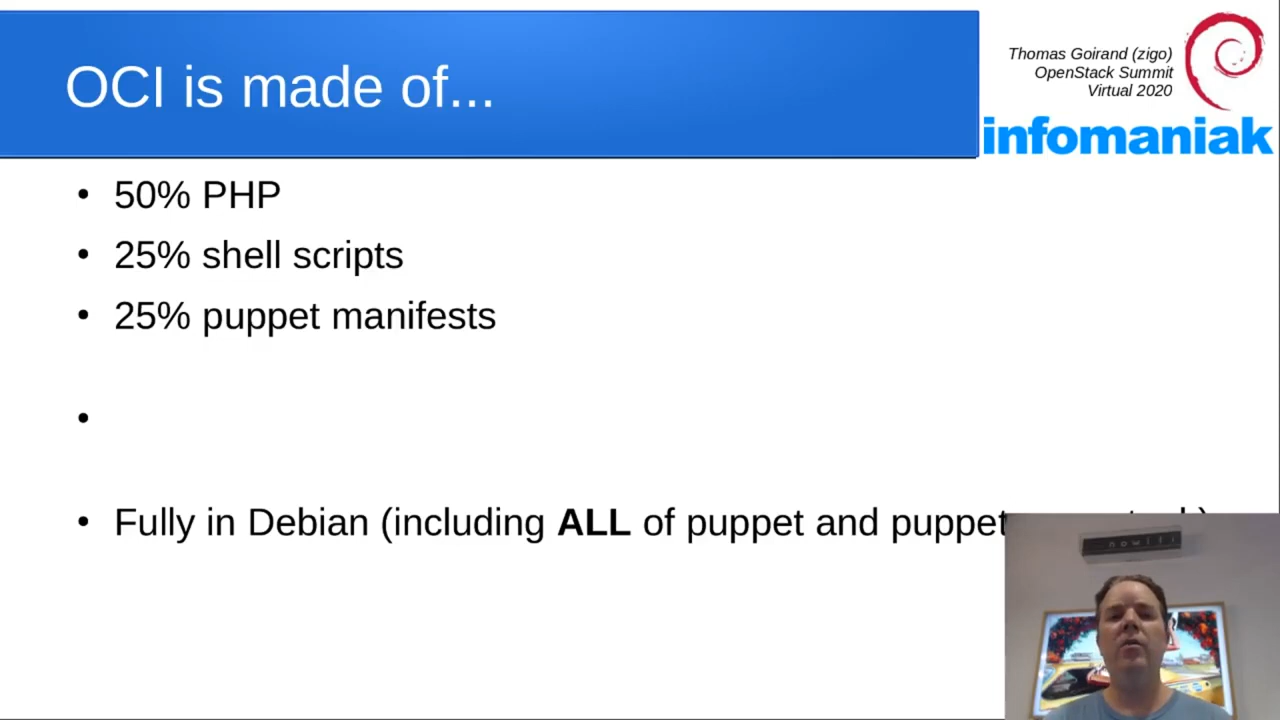 OCI is made of...
Thomas Goirand (zigo)
OpenStack Summit
Virtual 2020
infomaniak
• 50% PHP
• 25% shell scripts
• 25% puppet manifests
•
• Fully in Debian (including ALL of puppet and puppet